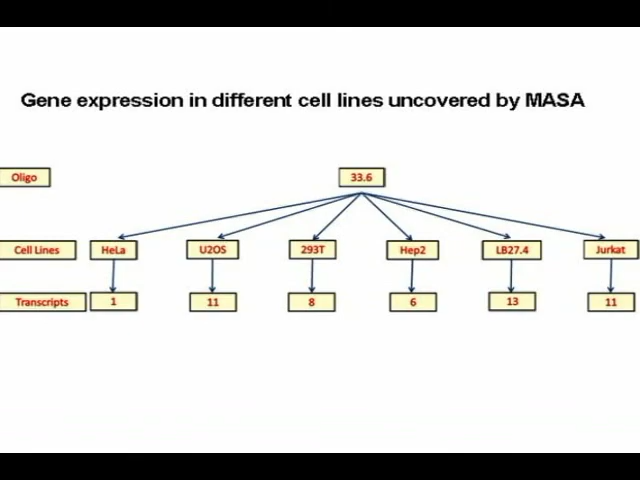 Gene expression in different cell lines uncovered by MASA
Oligo 33.6
Cell Lines HeLa U2OS 293T Hep2 LB27.4 Jurkat
Transcripts 1 11 8 6 13 11